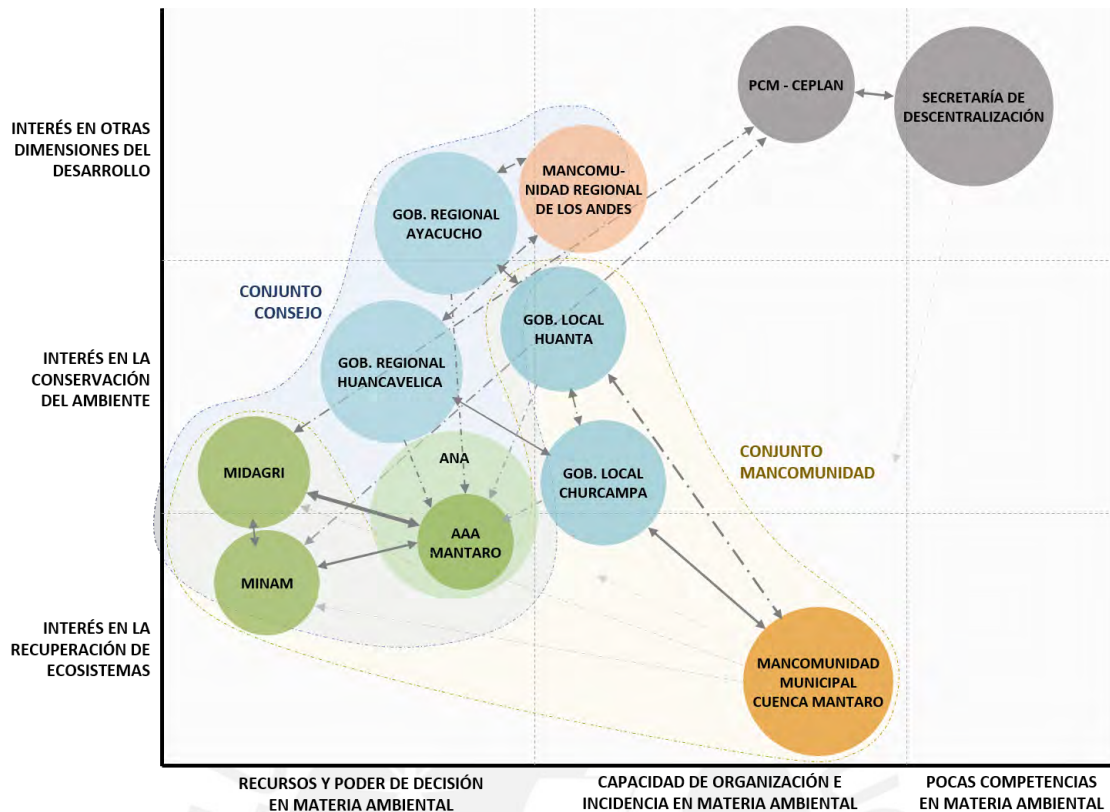 PCM - CEPLAN
SECRETARÍA DE
DESCENTRALIZACIÓN
INTERÉS EN OTRAS
DIMENSIONES DEL
DESARROLLO
MANCOMU-
NIDAD REGIONAL
DE LOS ANDES
GOB. REGIONAL
AYACUCHO
CONJUNTO
CONSEJO
GOB. LOCAL
HUANTA
INTERÉS EN LA
CONSERVACIÓN
DEL AMBIENTE
GOB. REGIONAL
HUANCAVELICA
ANA
CONJUNTO
MANCOMUNIDAD
MIDAGRI
GOB. LOCAL
CHURCAMPA
AAA
MANTARO
MINAM
INTERÉS EN LA
RECUPERACIÓN DE
ECOSISTEMAS
MANCOMUNIDAD
MUNICIPAL
CUENCA MANTARO
RECURSOS Y PODER DE DECISIÓN
EN MATERIA AMBIENTAL
CAPACIDAD DE ORGANIZACIÓN E
INCIDENCIA EN MATERIA AMBIENTAL
POCAS COMPETENCIAS
EN MATERIA AMBIENTAL